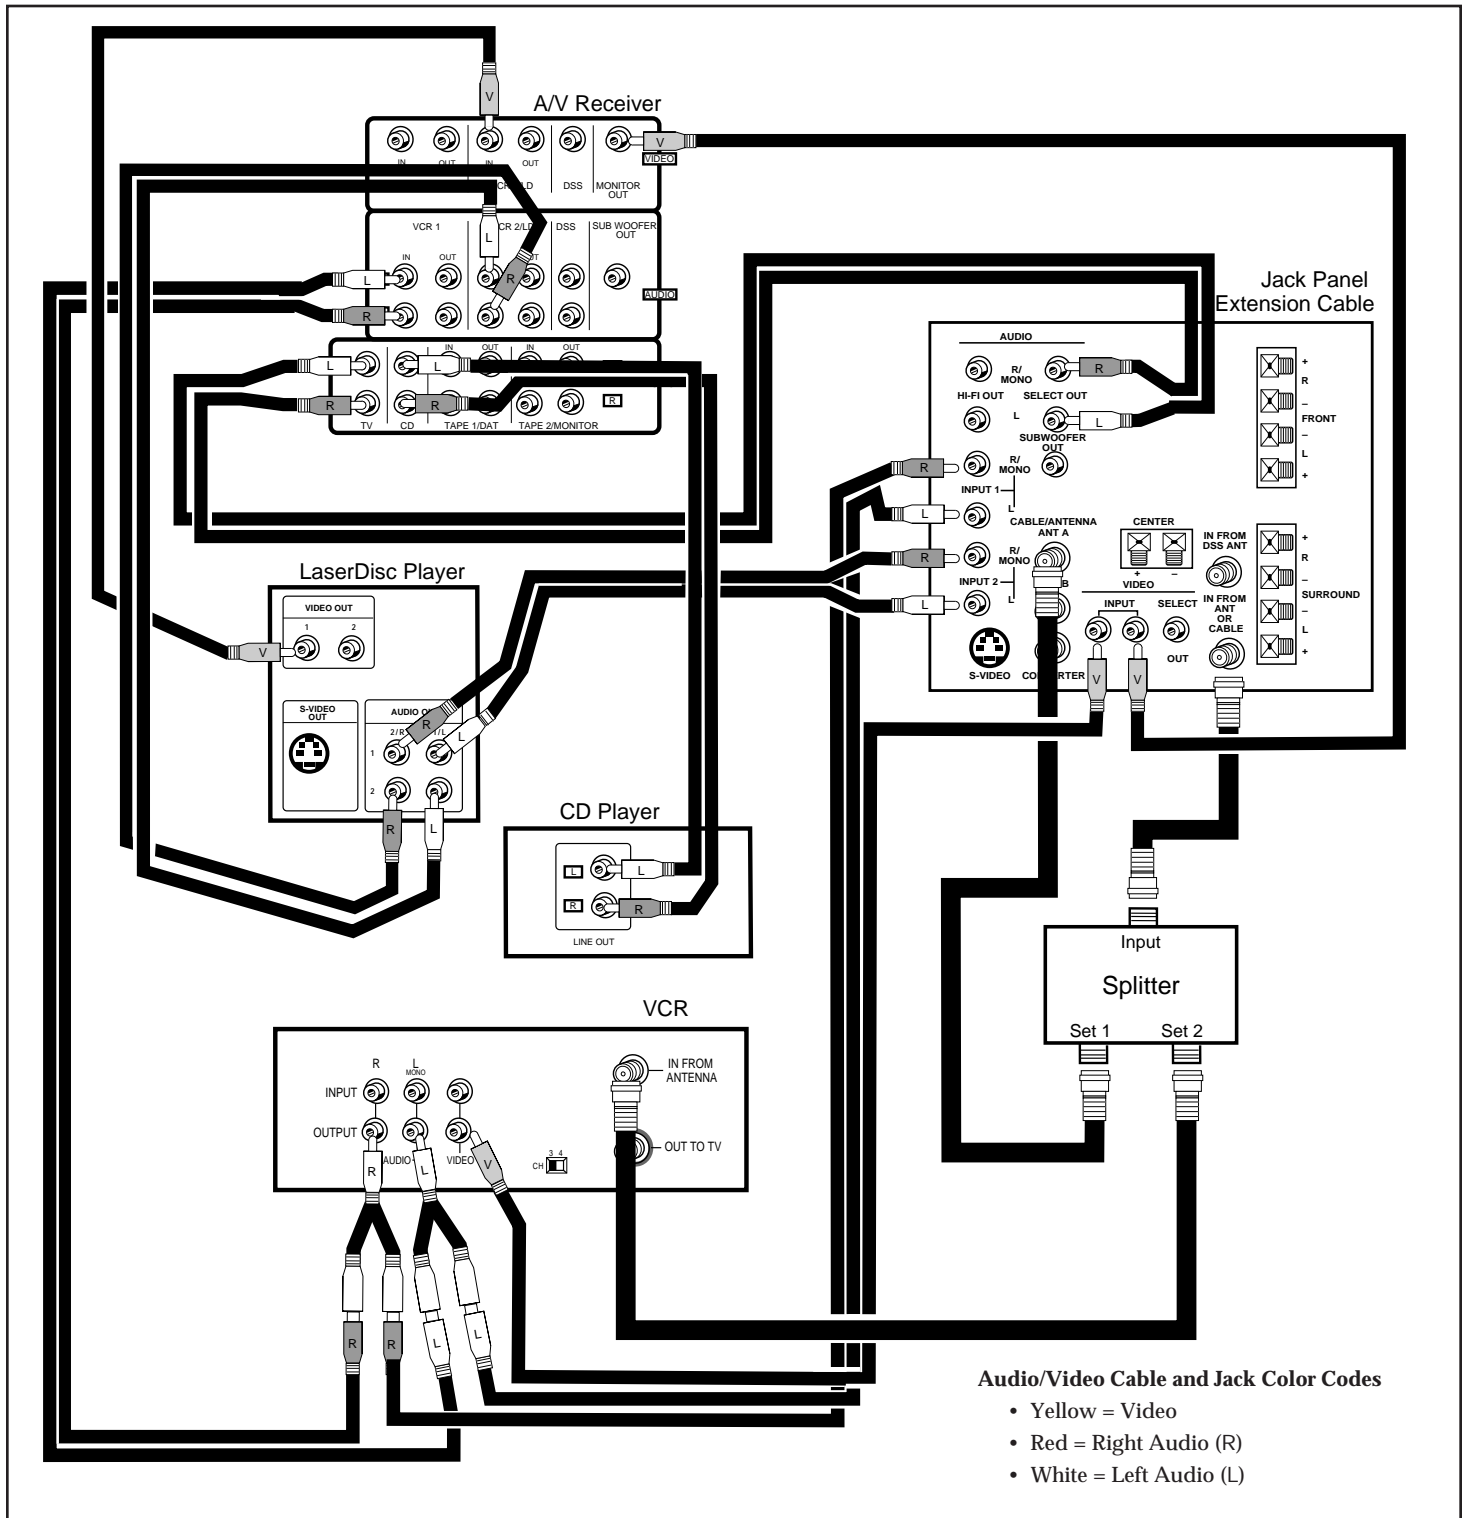 A/V Receiver
V
V
VIDEO
IN
OUT
IN
OUT
DSS
MONITOR
OUT
VCR 1
DSS
SUB WOOFER
OUT
IN
OUT
L
R
L
R
AUDIO
IN
OUT
IN
OUT
L
L
R
R
R
TV
CD
TAPE 1/DAT
TAPE 2/MONITOR
Jack Panel
Extension Cable
AUDIO
R/
MONO
R
HI-FI OUT
SELECT OUT
L
L
SUBWOOFER
OUT
R
R/
MONO
INPUT 1
L
L
CABLE/ANTENNA
ANT A
R
R/
MONO
B
INPUT 2
L
L
S-VIDEO
CENTER
+
–
VIDEO
INPUT
SELECT
OUT
V
V
IN FROM
DSS ANT
IN FROM
ANT
OR
CABLE
+
R
–
FRONT
–
L
+
+
R
–
SURROUND
–
L
+
LaserDisc Player
VIDEO OUT
1
2
V
S-VIDEO
OUT
2/R
1
2
R
L
R
L
CD Player
L
L
R
R
LINE OUT
Input
Splitter
Set 1
Set 2
VCR
R
L
MONO
INPUT
OUTPUT
AUDIO
VIDEO
R
L
V
3 4
CH
IN FROM
ANTENNA
OUT TO TV
R
R
L
L
Audio/Video Cable and Jack Color Codes
• Yellow = Video
• Red = Right Audio (R)
• White = Left Audio (L)